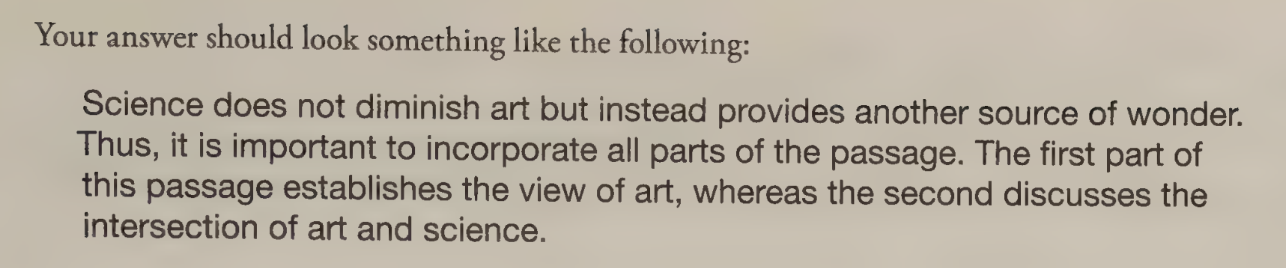 Your answer should look something like the following:
Science does not diminish art but instead provides another source of wonder.
Thus, it is important to incorporate all parts of the passage. The first part of
this passage establishes the view of art, whereas the second discusses the
intersection of art and science.